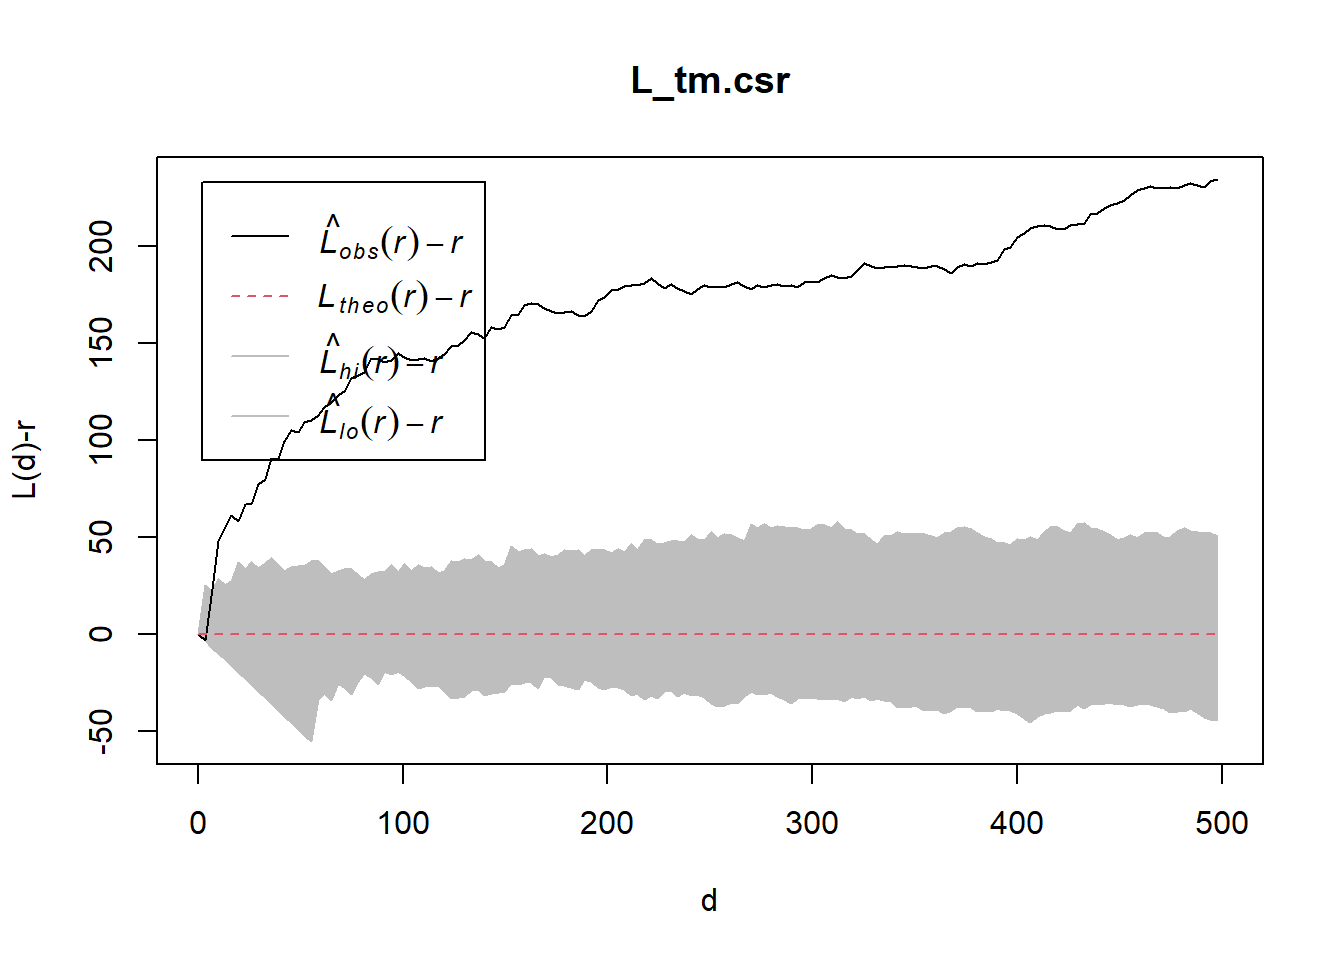 L_tm.csr
L̂obs(r) − r
Ltheo(r) − r
L̂hi(r) − r
L̂lo(r) − r
L(d)-r
200
150
100
50
0
-50
0 100 200 300 400 500
d